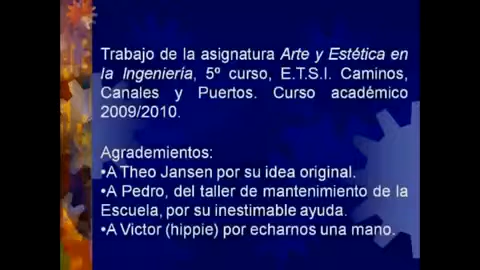 Trabajo de la asignatura Arte y Estética en
la Ingeniería, 5º curso, E.T.S.I. Caminos,
Canales y Puertos. Curso académico
2009/2010.
Agrademientos:
•A Theo Jansen por su idea original.
•A Pedro, del taller de mantenimiento de la
Escuela, por su inestimable ayuda.
•A Victor (hippie) por echarnos una mano.